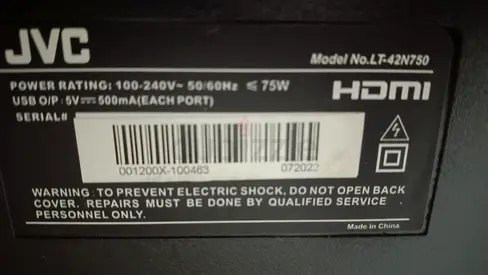 JVC
Model No.LT-42N750
POWER RATING: 100-240V~ 50/60Hz ≤ 75W
HDMI
USB O/P: 5V⎓ 500mA(EACH PORT)
SERIAL#
001200X-100463 072022
WARNING: TO PREVENT ELECTRIC SHOCK, DO NOT OPEN BACK
COVER. REPAIRS MUST BE DONE BY QUALIFIED SERVICE
PERSONNEL ONLY.
Made in China